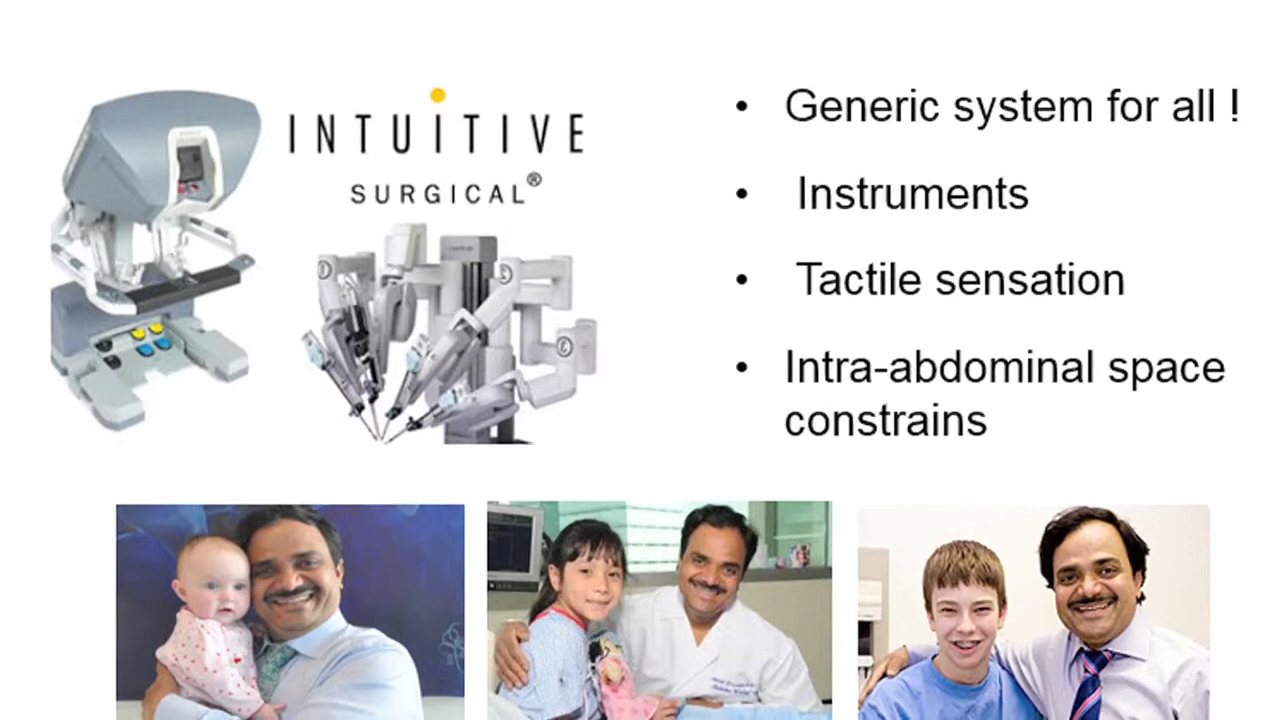 INTUITIVE
SURGICAL®
• Generic system for all !
• Instruments
• Tactile sensation
• Intra-abdominal space
constrains